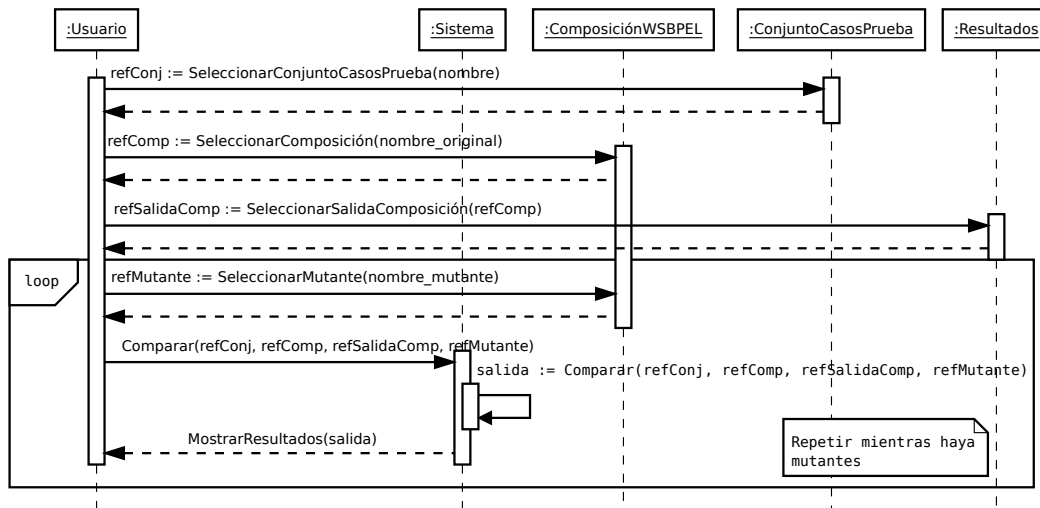 :Usuario
:Sistema
:ComposiciónWSBPEL
:ConjuntoCasosPrueba
:Resultados
refConj := SeleccionarConjuntoCasosPrueba(nombre)
refComp := SeleccionarComposición(nombre_original)
refSalidaComp := SeleccionarSalidaComposición(refComp)
loop
refMutante := SeleccionarMutante(nombre_mutante)
Comparar(refConj, refComp, refSalidaComp, refMutante)
salida := Comparar(refConj, refComp, refSalidaComp, refMutante)
MostrarResultados(salida)
Repetir mientras haya
mutantes